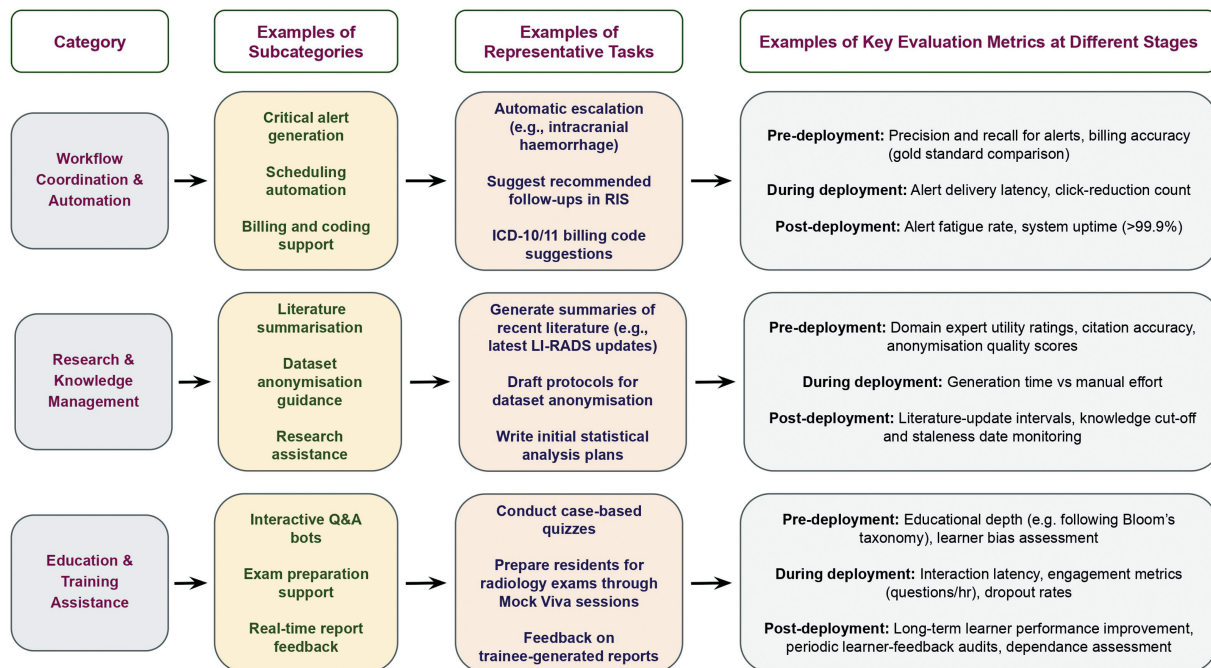 Category
Examples of
Subcategories
Examples of
Representative Tasks
Examples of Key Evaluation Metrics at Different Stages
Workflow
Coordination &
Automation
Critical alert
generation
Scheduling
automation
Billing and coding
support
Automatic escalation
(e.g., intracranial
haemorrhage)
Suggest recommended
follow-ups in RIS
ICD-10/11 billing code
suggestions
Pre-deployment: Precision and recall for alerts, billing accuracy
(gold standard comparison)
During deployment: Alert delivery latency, click-reduction count
Post-deployment: Alert fatigue rate, system uptime (>99.9%)
Research &
Knowledge
Management
Literature
summarisation
Dataset
anonymisation
guidance
Research
assistance
Generate summaries of
recent literature (e.g.,
latest LI-RADS updates)
Draft protocols for
dataset anonymisation
Write initial statistical
analysis plans
Pre-deployment: Domain expert utility ratings, citation accuracy,
anonymisation quality scores
During deployment: Generation time vs manual effort
Post-deployment: Literature-update intervals, knowledge cut-off
and staleness date monitoring
Education &
Training
Assistance
Interactive Q&A
bots
Exam preparation
support
Real-time report
feedback
Conduct case-based
quizzes
Prepare residents for
radiology exams through
Mock Viva sessions
Feedback on
trainee-generated reports
Pre-deployment: Educational depth (e.g. following Bloom's
taxonomy), learner bias assessment
During deployment: Interaction latency, engagement metrics
(questions/hr), dropout rates
Post-deployment: Long-term learner performance improvement,
periodic learner-feedback audits, dependance assessment